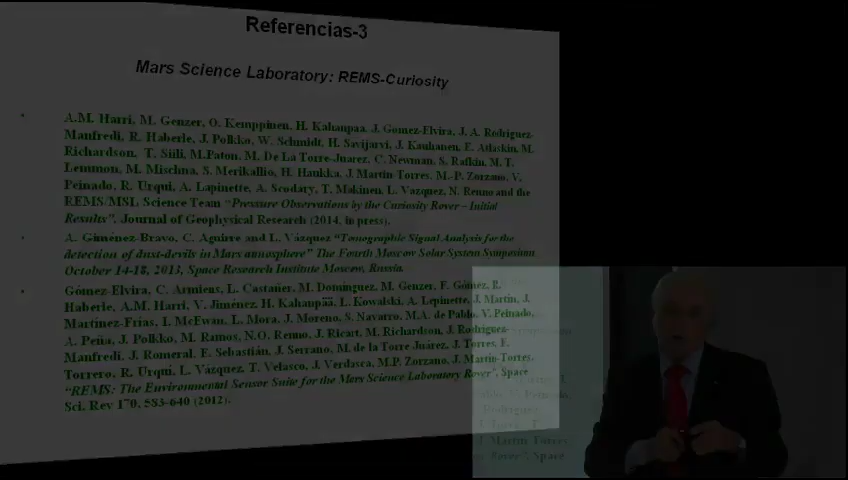 Referencias-3
Mars Science Laboratory: REMS-Curiosity
• A.M. Harri, M. Genzer, O. Kemppinen, H. Kahanpaa, J. Gomez-Elvira, J. A. Rodriguez-
Manfredi, R. Haberle, J. Polkko, W. Schmidt, H. Savijarvi, J. Kauhanen, E. Atlaskin, M.
Richardson, T. Siili, M.Paton, M. De La Torre-Juarez, C. Newman, S. Rafkin, M. T.
Lemmon, M. Mischna, S. Merikallio, H. Haukka, J. Martin-Torres, M.-P. Zorzano, V.
Peinado, R. Urqui, A. Lapinette, A. Scodary, T. Makinen, L. Vazquez, N. Renno and the
REMS/MSL Science Team “Pressure Observations by the Curiosity Rover – Initial
Results”. Journal of Geophysical Research (2014, in press).
• A. Giménez-Bravo, C. Aguirre and L. Vázquez “Tomographic Signal Analysis for the
detection of dust-devils in Mars atmosphere” The Fourth Moscow Solar System Symposium
October 14-18, 2013, Space Research Institute Moscow, Russia.
• Gómez-Elvira, C. Armiens, L. Castañer, M. Domínguez, M. Genzer, F. Gómez, R.
Haberle, A.M. Harri, V. Jiménez, H. Kahanpää, L. Kowalski, A. Lepinette, J. Martín, J.
Martínez-Frías, I. McEwan, L. Mora, J. Moreno, S. Navarro, M.A. de Pablo, V. Peinado,
A. Peña, J. Polkko, M. Ramos, N.O. Renno, J. Ricart, M. Richardson, J. Rodríguez-
Manfredi, J. Romeral, E. Sebastián, J. Serrano, M. de la Torre Juárez, J. Torres, F.
Torrero, R. Urquí, L. Vázquez, T. Velasco, J. Verdasca, M.P. Zorzano, J. Martín-Torres.
“REMS: The Environmental Sensor Suite for the Mars Science Laboratory Rover”, Space
Sci. Rev 170, 583-640 (2012).
Peinado,
Rodríguez-
J. Torres,
J. Martín-Torres.
Rover”, Space